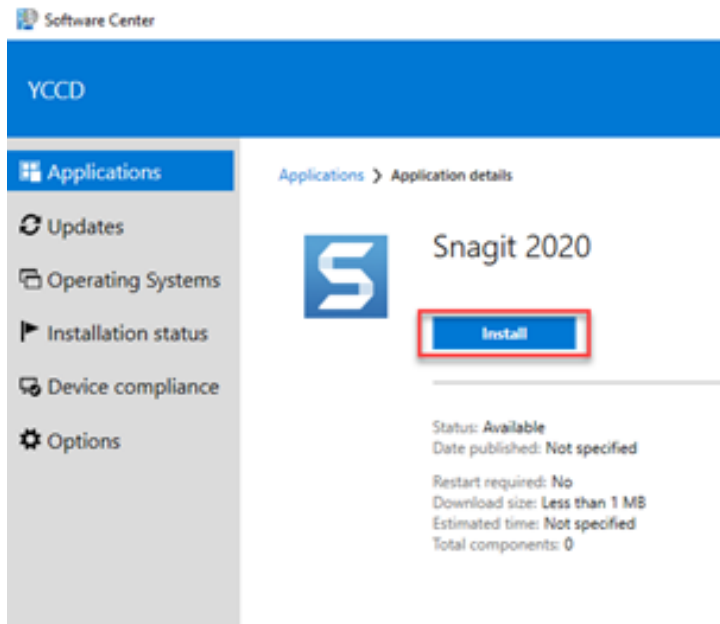 Software Center
YCCD
Applications
Updates
Operating Systems
Installation status
Device compliance
Options
Applications ❯ Application details
Snagit 2020
Install
Status: Available
Date published: Not specified
Restart required: No
Download size: Less than 1 MB
Estimated time: Not specified
Total components: 0